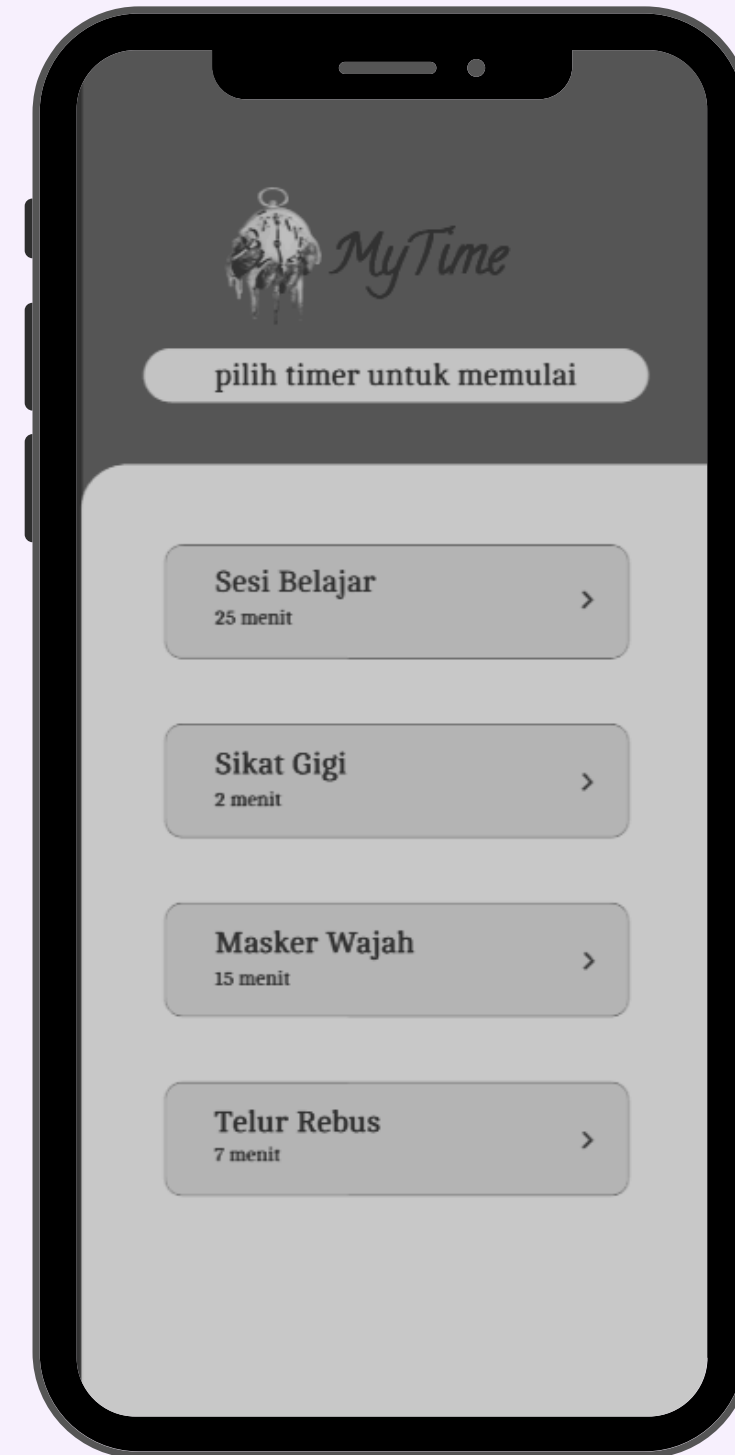 MyTime
pilih timer untuk memulai
Sesi Belajar
25 menit
Sikat Gigi
2 menit
Masker Wajah
15 menit
Telur Rebus
7 menit